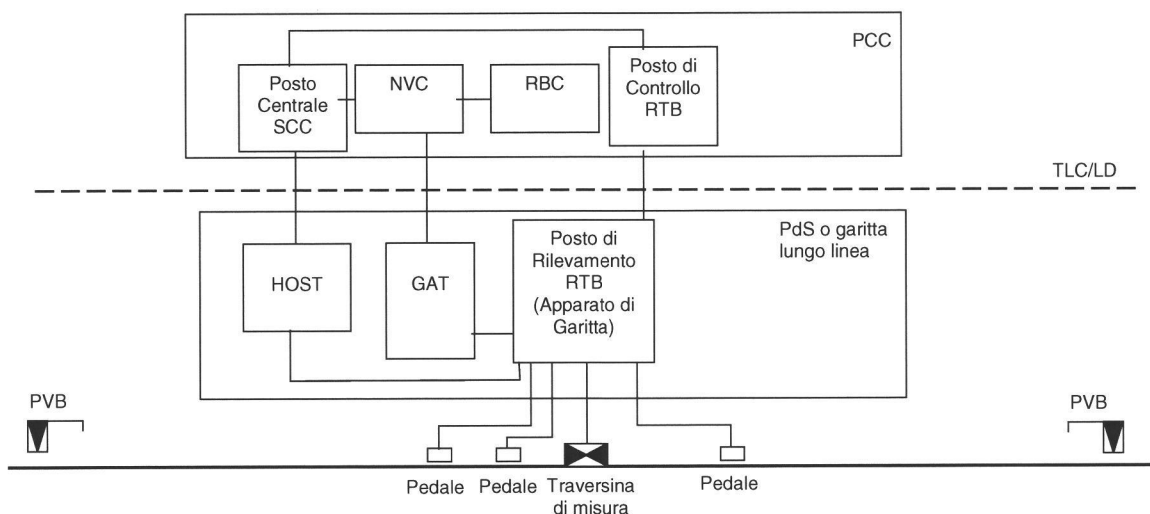 PCC
Posto
Centrale
SCC
NVC
RBC
Posto di
Controllo
RTB
TLC/LD
PdS o garitta
lungo linea
HOST
GAT
Posto di
Rilevamento
RTB
(Apparato di
Garitta)
PVB
PVB
Pedale
Pedale
Traversina
di misura
Pedale